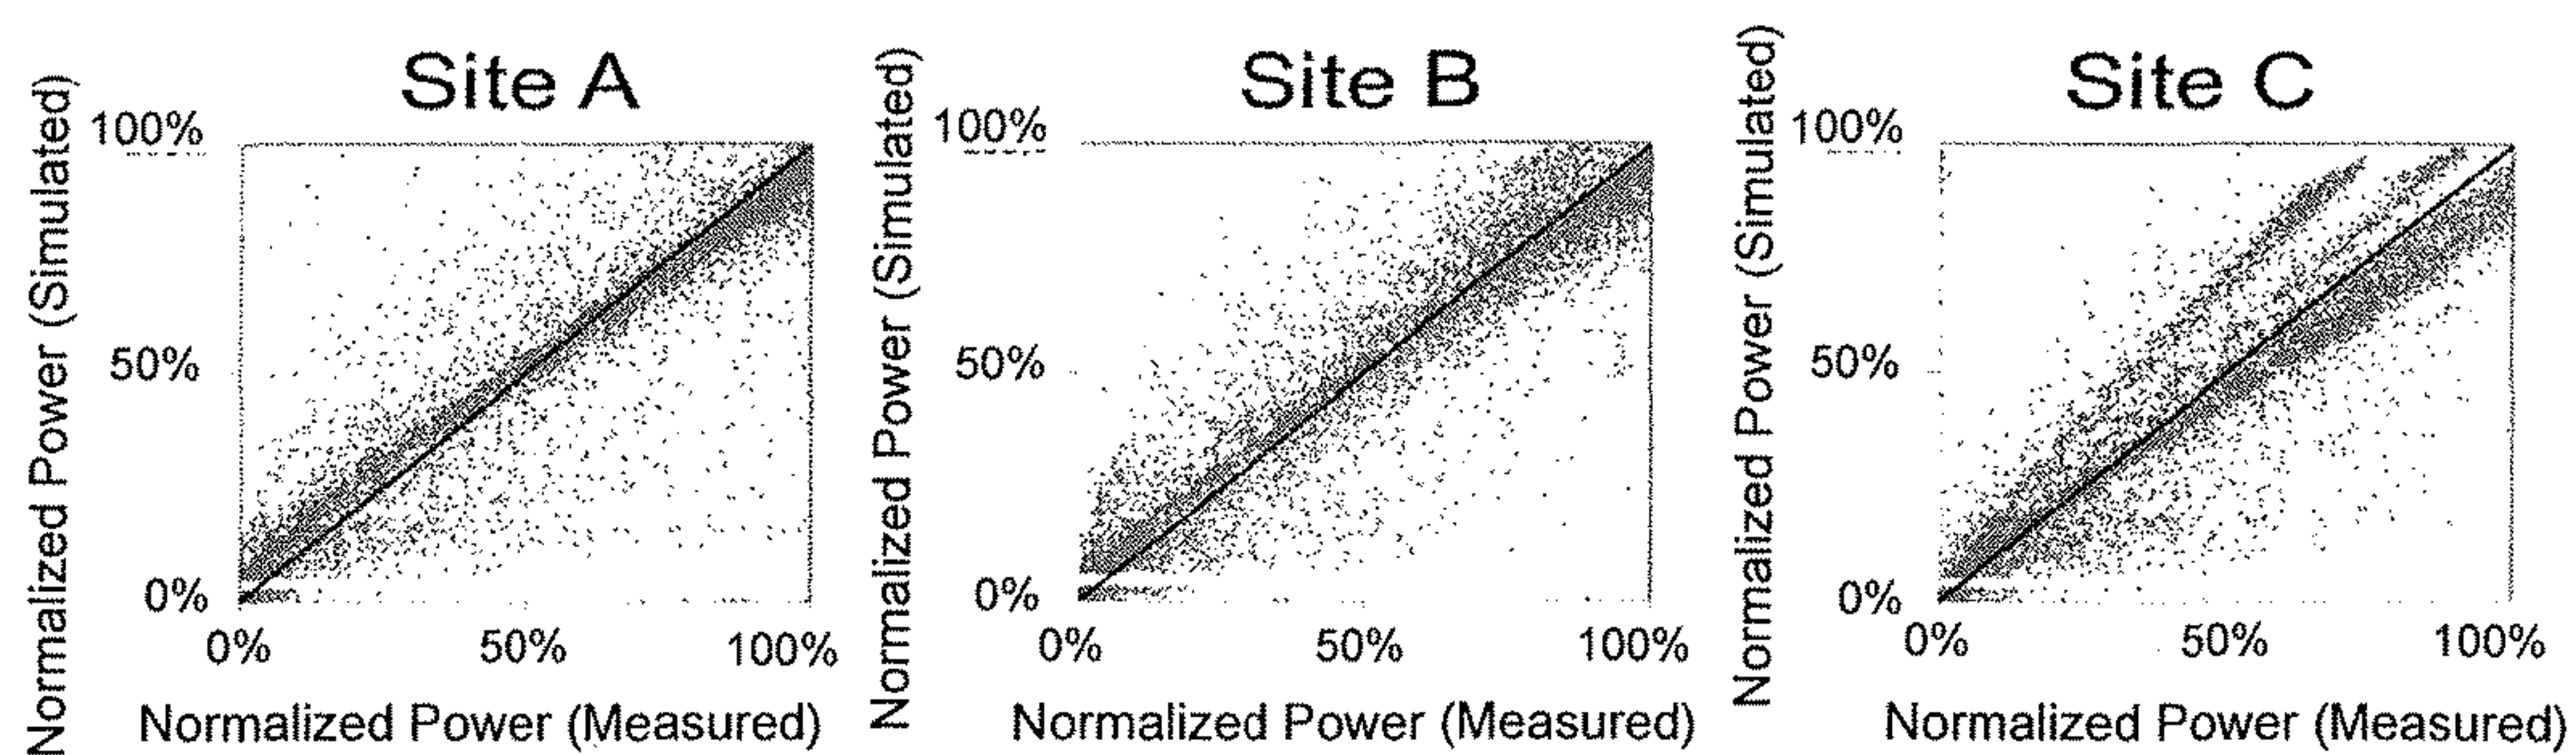 Site A
Normalized Power (Simulated)
100%
50%
0%
0%
50%
100%
Normalized Power (Measured)
Site B
Normalized Power (Simulated)
100%
50%
0%
0%
50%
100%
Normalized Power (Measured)
Site C
Normalized Power (Simulated)
100%
50%
0%
0%
50%
100%
Normalized Power (Measured)